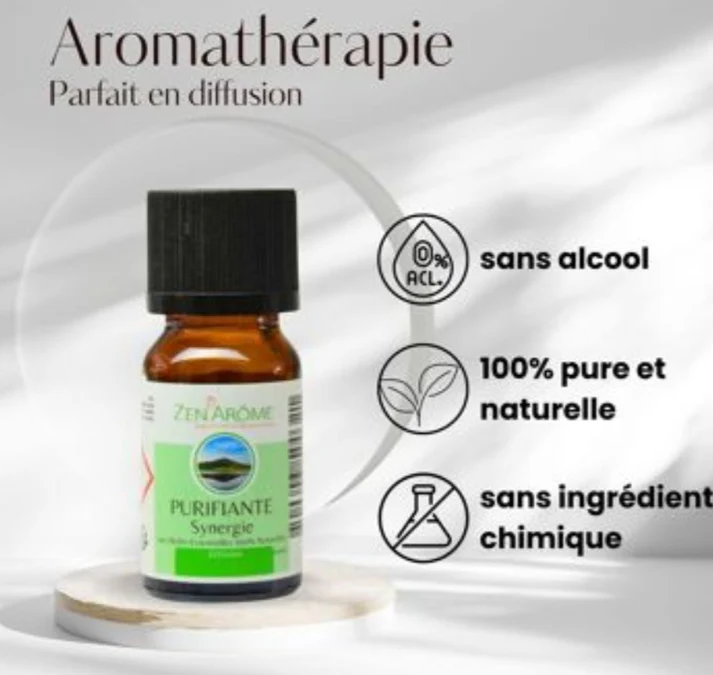 Aromathérapie
Parfait en diffusion
0%
ACL.
sans alcool
100% pure et
naturelle
sans ingrédient
chimique
ZEN'ARÔME
PURIFIANTE
Synergie